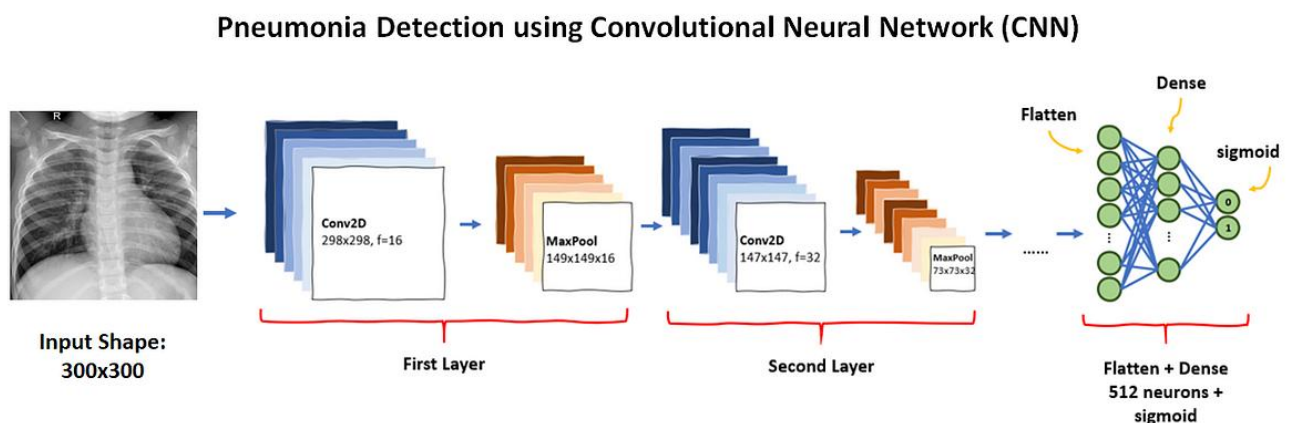 Pneumonia Detection using Convolutional Neural Network (CNN)
R
Input Shape:
300x300
Conv2D
298x298, f=16
MaxPool
149x149x16
First Layer
Conv2D
147x147, f=32
MaxPool
73x73x32
Second Layer
......
Flatten
Dense
sigmoid
0
1
Flatten + Dense
512 neurons +
sigmoid